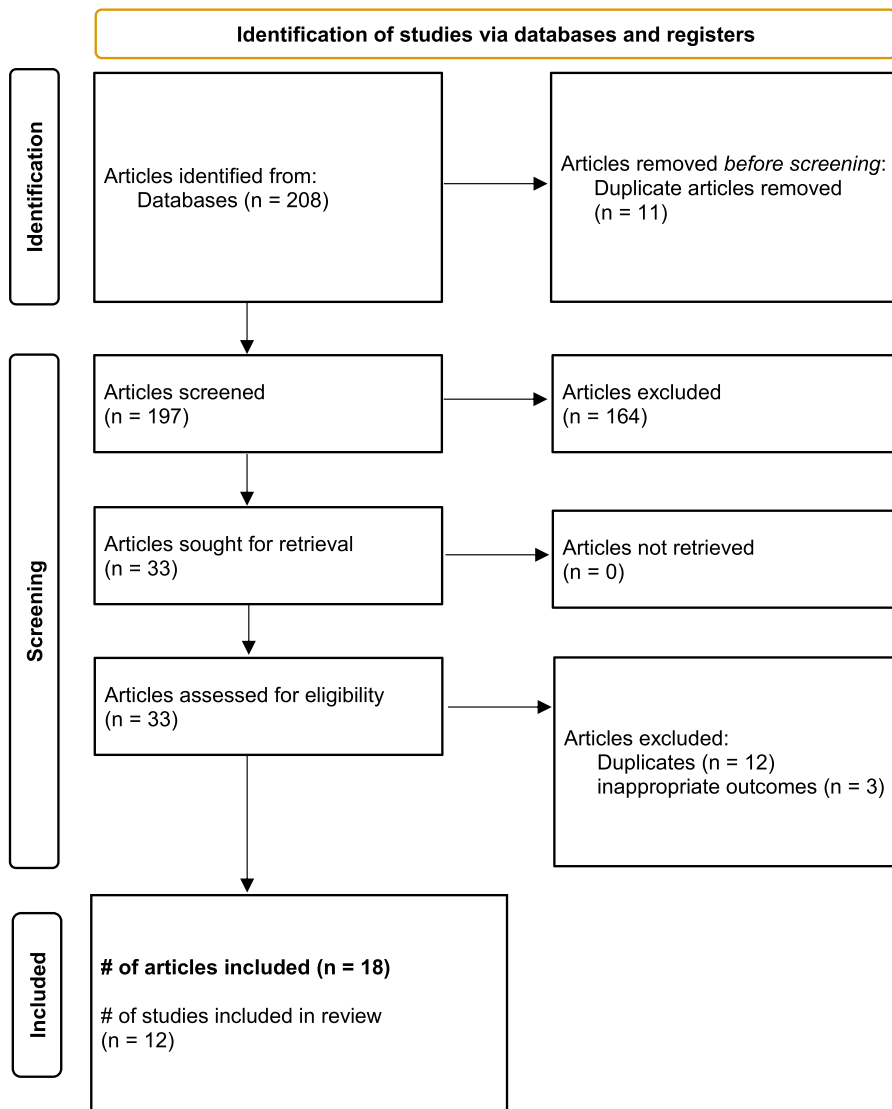 Identification of studies via databases and registers
Identification
Articles identified from:
Databases (n = 208)
Articles removed before screening:
Duplicate articles removed
(n = 11)
Screening
Articles screened
(n = 197)
Articles excluded
(n = 164)
Articles sought for retrieval
(n = 33)
Articles not retrieved
(n = 0)
Articles assessed for eligibility
(n = 33)
Articles excluded:
Duplicates (n = 12)
inappropriate outcomes (n = 3)
Included
# of articles included (n = 18)
# of studies included in review
(n = 12)